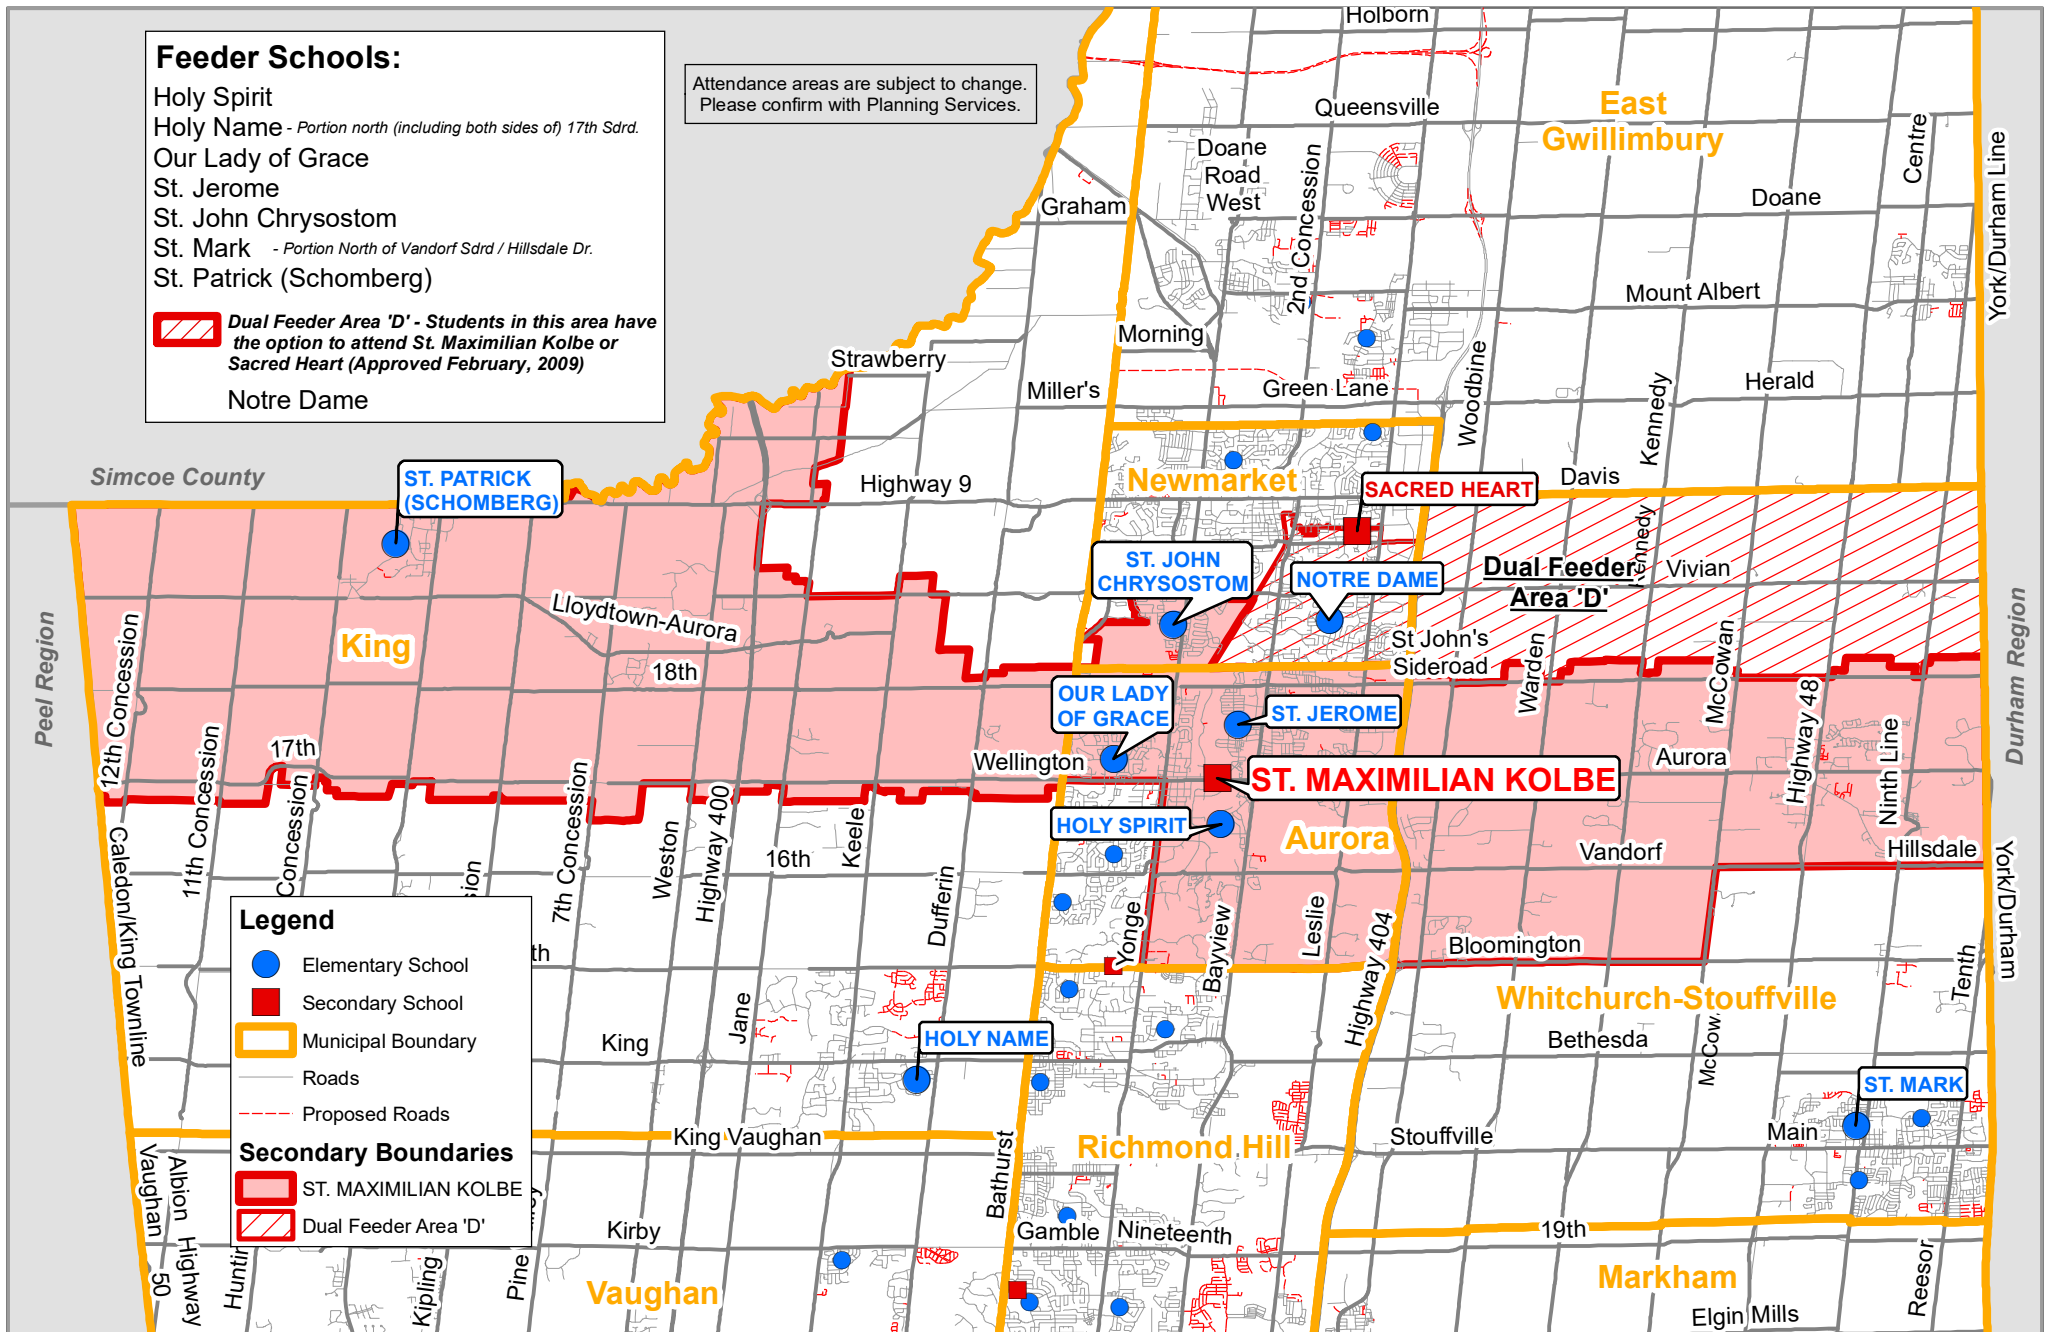 Feeder Schools:
Holy Spirit
Holy Name - Portion north (including both sides of) 17th Sdrd.
Our Lady of Grace
St. Jerome
St. John Chrysostom
St. Mark - Portion North of Vandorf Sdrd / Hillsdale Dr.
St. Patrick (Schomberg)
Dual Feeder Area 'D' - Students in this area have
the option to attend St. Maximilian Kolbe or
Sacred Heart (Approved February, 2009)
Notre Dame
Attendance areas are subject to change.
Please confirm with Planning Services.
Holborn
Queensville
East
Gwillimbury
Centre
York/Durham Line
Doane
Road
West
2nd Concession
Doane
Graham
Mount Albert
Morning
Strawberry
Miller's
Green Lane
Woodbine
Kennedy
Herald
Simcoe County
ST. PATRICK
(SCHOMBERG)
Highway 9
Newmarket
SACRED HEART
Davis
Kennedy
ST. JOHN
CHRYSOSTOM
NOTRE DAME
Dual Feeder
Area 'D'
Vivian
Peel Region
Durham Region
King
Lloydtown-Aurora
18th
St John's
Sideroad
Warden
McCowan
Highway 48
Ninth Line
12th Concession
11th Concession
17th
Concession
7th Concession
OUR LADY
OF GRACE
ST. JEROME
Wellington
Aurora
ST. MAXIMILIAN KOLBE
HOLY SPIRIT
Aurora
Vandorf
Hillsdale
Caledon/King Townline
Weston
Highway 400
16th
Keele
Dufferin
Yonge
Bayview
Leslie
Highway 404
Bloomington
York/Durham
Tenth
Whitchurch-Stouffville
Bethesda
McCow
sion
th
Legend
Elementary School
Secondary School
Municipal Boundary
Roads
Proposed Roads
Secondary Boundaries
ST. MAXIMILIAN KOLBE
Dual Feeder Area 'D'
Jane
King
HOLY NAME
ST. MARK
King Vaughan
Bathurst
Richmond Hill
Stouffville
Main
Vaughan
50
Albion
Highway
Huntin
Kipling
Pine
Kirby
Gamble
Nineteenth
19th
Vaughan
Markham
Elgin Mills
Reesor